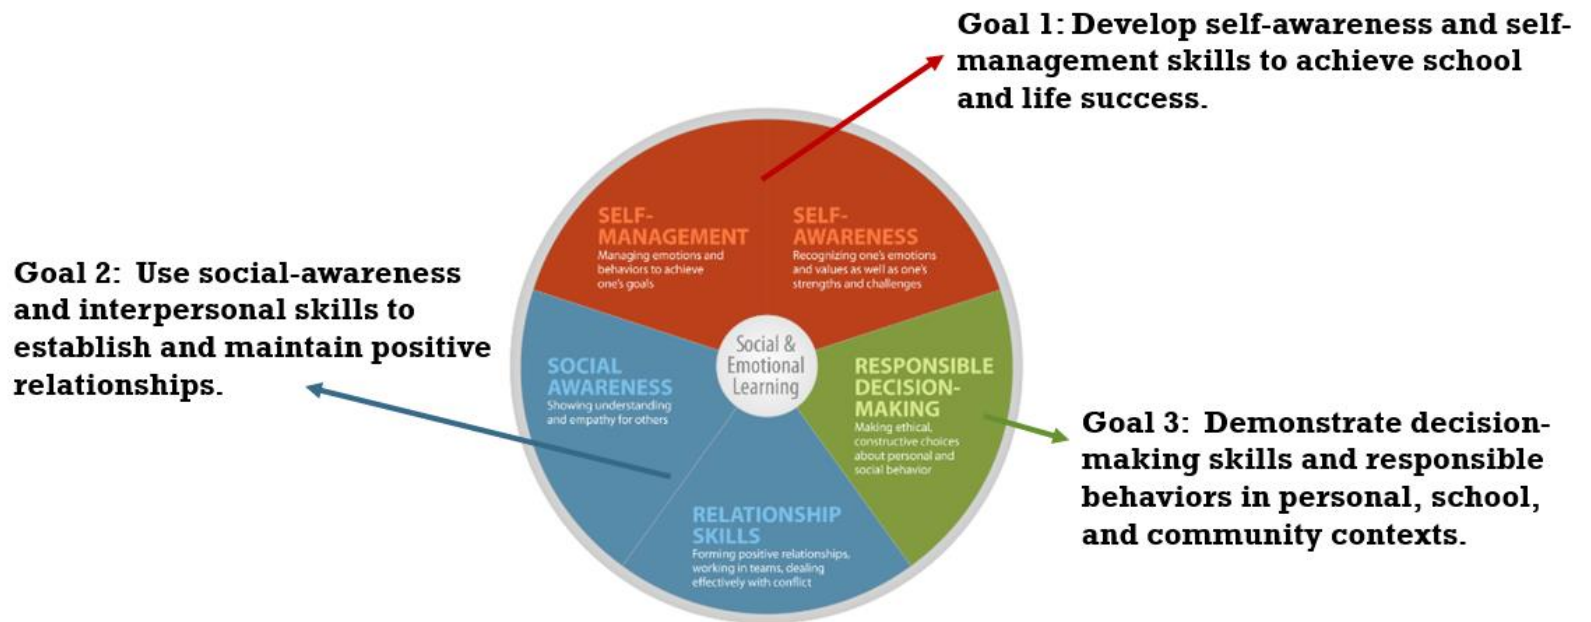 Goal 1: Develop self-awareness and self-
management skills to achieve school
and life success.
SELF-
MANAGEMENT
Managing emotions and
behaviors to achieve
one's goals
SELF-
AWARENESS
Recognizing one's emotions
and values as well as one's
strengths and challenges
Goal 2:  Use social-awareness
and interpersonal skills to
establish and maintain positive
relationships.
SOCIAL
AWARENESS
Showing understanding
and empathy for others
Social &
Emotional
Learning
RESPONSIBLE
DECISION-
MAKING
Making ethical,
constructive choices
about personal and
social behavior
Goal 3:  Demonstrate decision-
making skills and responsible
behaviors in personal, school,
and community contexts.
RELATIONSHIP
SKILLS
Forming positive relationships,
working in teams, dealing
effectively with conflict